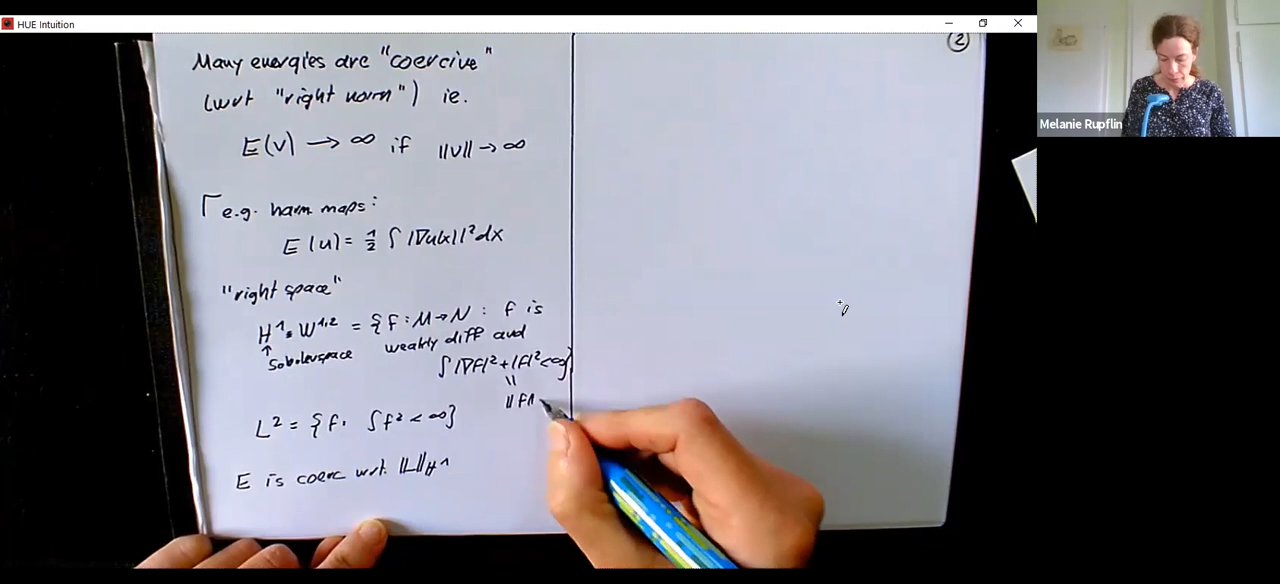 HUE Intuition
Many energies are "coercive"
(wrt "right norm") ie.
E(v) → ∞ if ||v|| → ∞
e.g. harm maps:
E(u) = 1/2 ∫ |∇u(x)|² dx
"right space"
H¹ = W^{1,2} = {f : M → N : f is
weakly diff and
↑ Sobolevspace
∫ |∇f|² + |f|² < ∞}
||
|| f
L² = {f : ∫ f² < ∞}
E is coerc wrt. ||·||_{H¹}
2
Melanie Rupflin